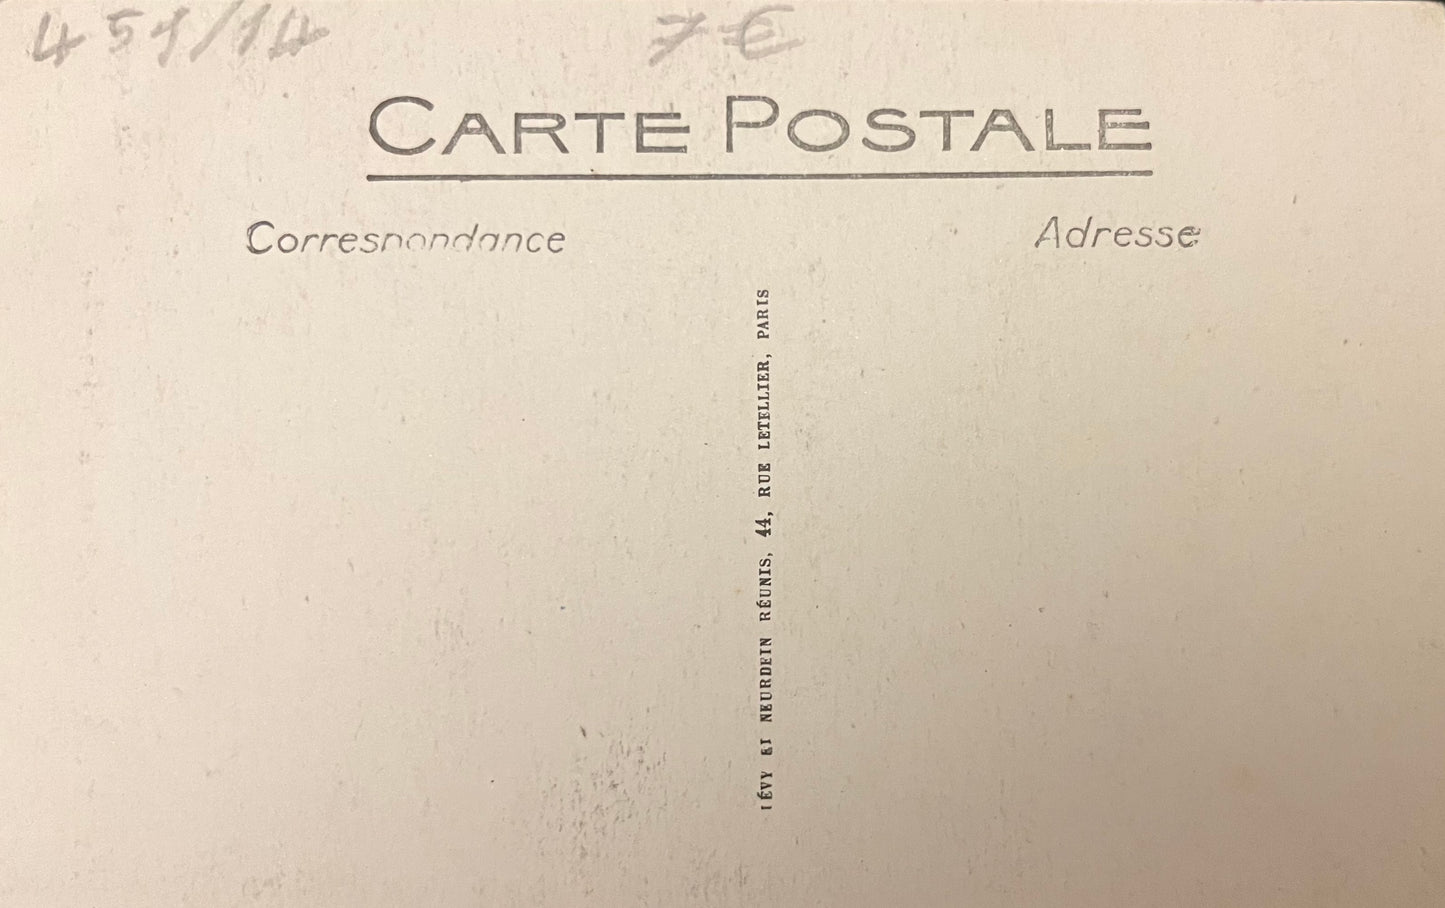 451/14
7€
CARTE POSTALE
Correspondance
Adresse
LÉVY ET NEURDEIN RÉUNIS, 44, RUE LETELLIER, PARIS